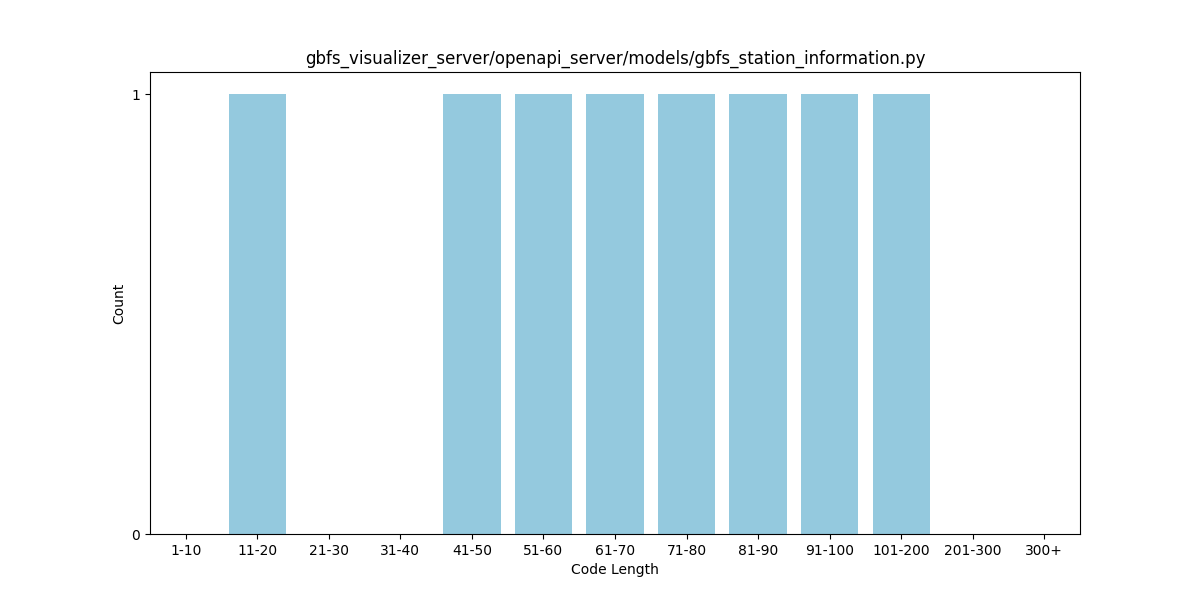 gbfs_visualizer_server/openapi_server/models/gbfs_station_information.py
1
Count
0
1-10 11-20 21-30 31-40 41-50 51-60 61-70 71-80 81-90 91-100 101-200 201-300 300+
Code Length